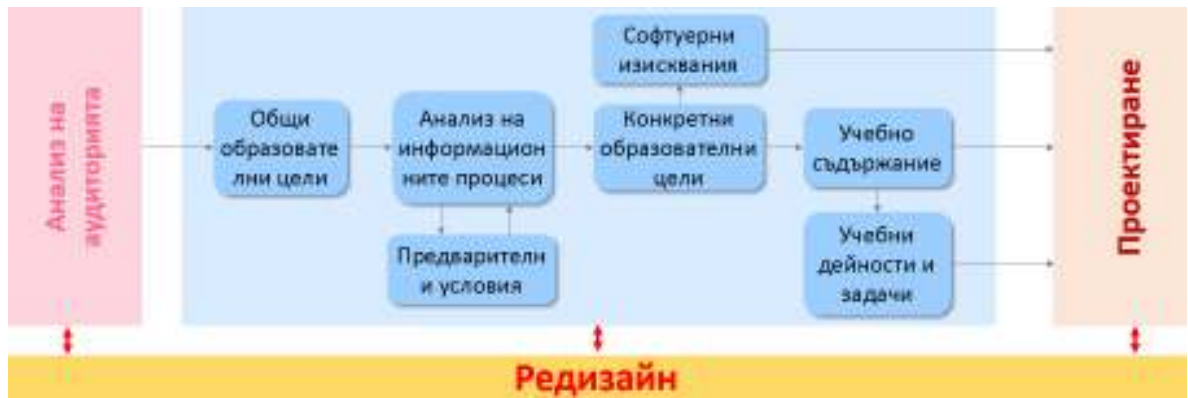 Анализ на
аудиторията
Общи
образовате
лни цели
Анализ на
информацион
ните процеси
Предварителн
и условия
Софтуерни
изисквания
Конкретни
образователни
цели
Учебно
съдържание
Учебни
дейности и
задачи
Проектиране
Редизайн